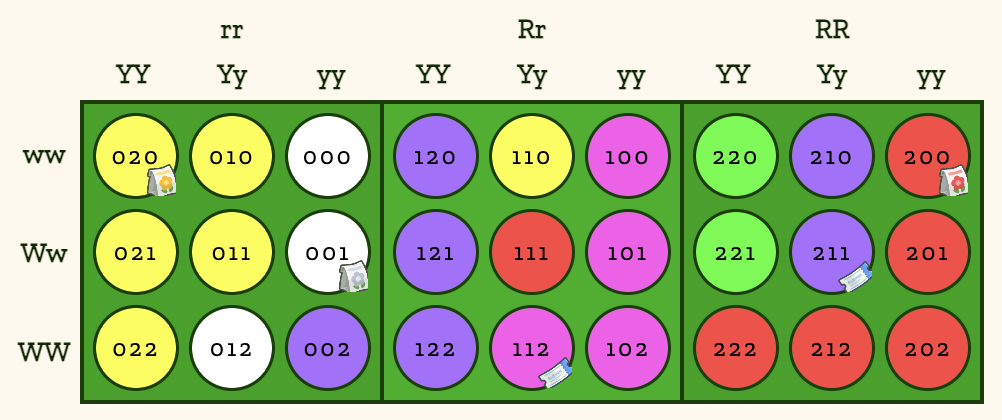 rr Rr RR
YY Yy yy YY Yy yy YY Yy yy
ww 020 010 000 120 110 100 220 210 200
Ww 021 011 001 121 111 101 221 211 201
WW 022 012 002 122 112 102 222 212 202